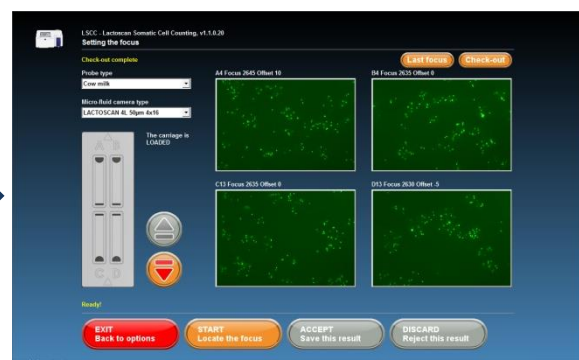 LSCC - Lactoscan Somatic Cell Counting, v1.1.0.20
Setting the focus
Check-out complete
Last focus
Check-out
Probe type
Cow milk
Micro-fluid camera type
LACTOSCAN 4L 50µm 4x16
The carriage is
LOADED
A B
C D
A4 Focus 2645 Offset 10
B4 Focus 2635 Offset 0
C13 Focus 2635 Offset 0
D13 Focus 2630 Offset -5
Ready!
EXIT
Back to options
START
Locate the focus
ACCEPT
Save this result
DISCARD
Reject this result